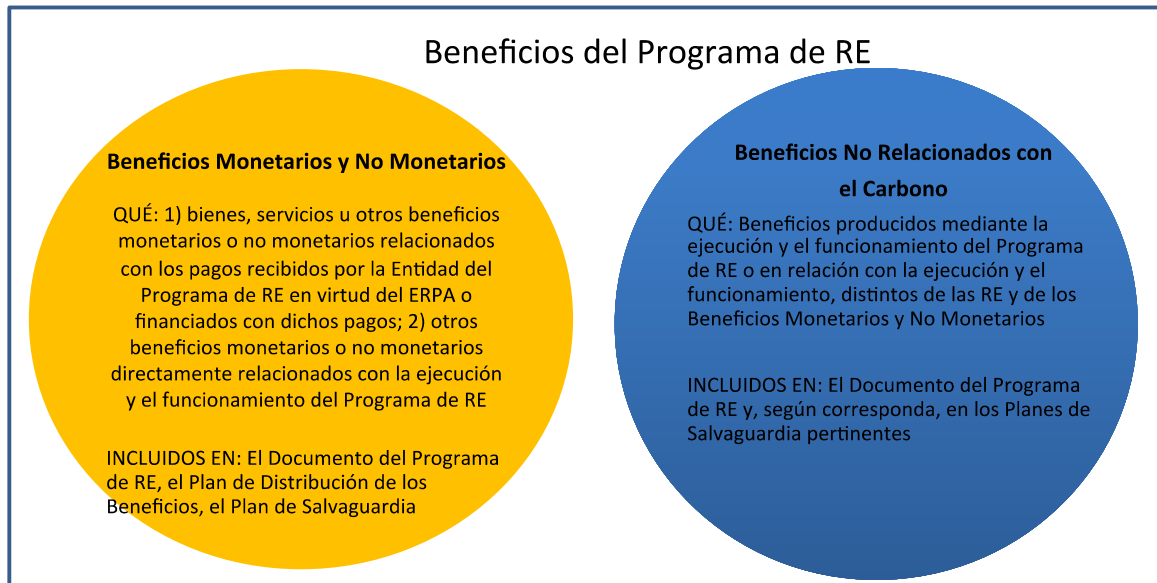 Beneficios del Programa de RE
Beneficios Monetarios y No Monetarios
QUÉ: 1) bienes, servicios u otros beneficios
monetarios o no monetarios relacionados
con los pagos recibidos por la Entidad del
Programa de RE en virtud del ERPA o
financiados con dichos pagos; 2) otros
beneficios monetarios o no monetarios
directamente relacionados con la ejecución
y el funcionamiento del Programa de RE
INCLUIDOS EN: El Documento del Programa
de RE, el Plan de Distribución de los
Beneficios, el Plan de Salvaguardia
Beneficios No Relacionados con
el Carbono
QUÉ: Beneficios producidos mediante la
ejecución y el funcionamiento del Programa
de RE o en relación con la ejecución y el
funcionamiento, distintos de las RE y de los
Beneficios Monetarios y No Monetarios
INCLUIDOS EN: El Documento del Programa
de RE y, según corresponda, en los Planes de
Salvaguardia pertinentes